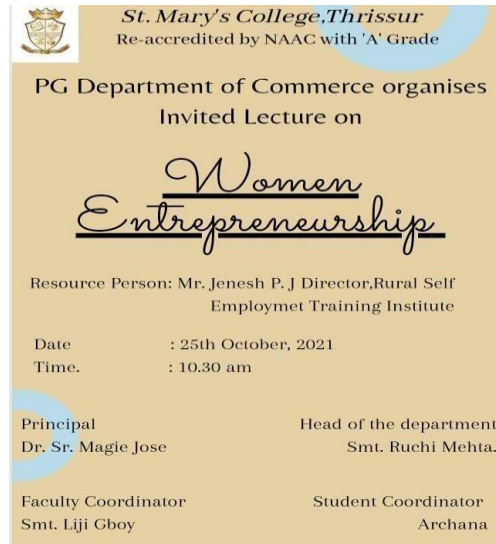 St. Mary's College,Thrissur
Re-accredited by NAAC with 'A' Grade
PG Department of Commerce organises
Invited Lecture on
Women
Entrepreneurship
Resource Person: Mr. Jenesh P. J Director,Rural Self
Employmet Training Institute
Date : 25th October, 2021
Time. : 10.30 am
Principal Head of the department
Dr. Sr. Magie Jose Smt. Ruchi Mehta.
Faculty Coordinator Student Coordinator
Smt. Liji Gboy Archana